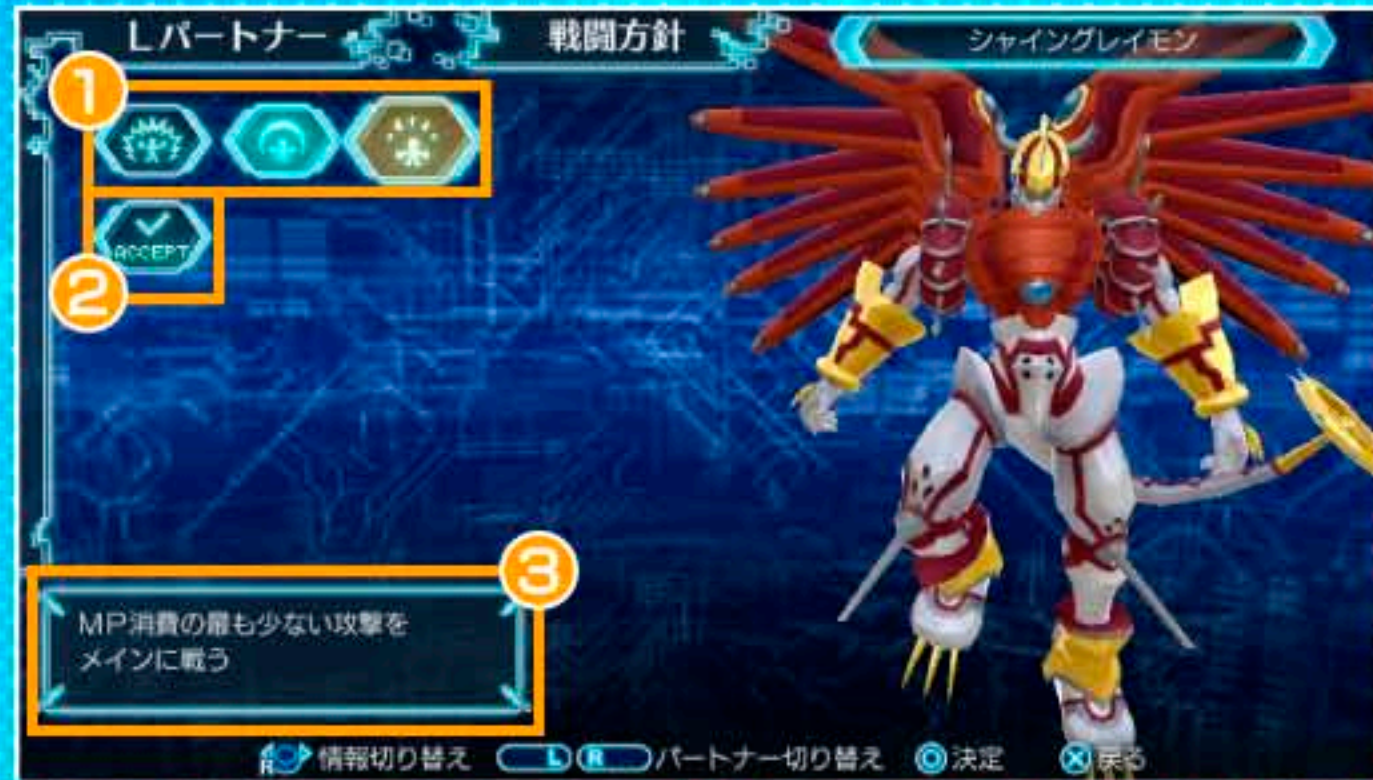 Lパートナー
戦闘方針
シャイングレイモン
1
ACCEPT
2
3
MP消費の最も少ない攻撃を
メインに戦う
R 情報切り替え L R パートナー切り替え 決定 戻る